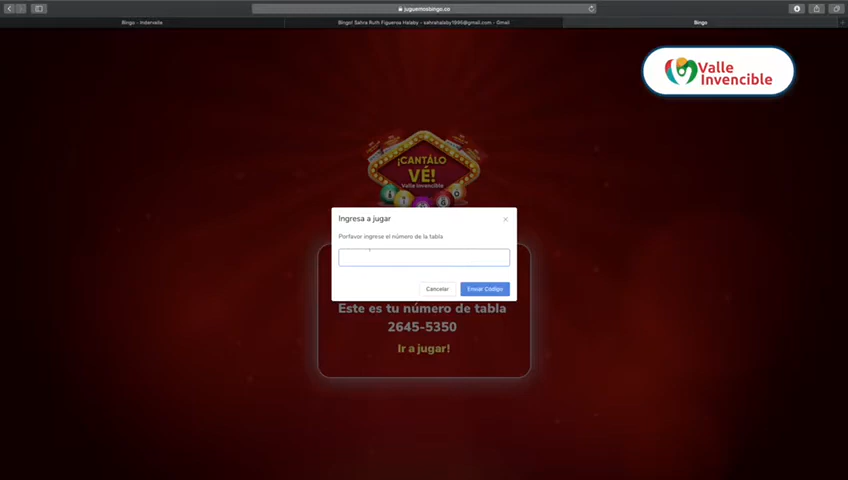 juguemosbingo.co
Bingo - Indervalle
Bingo! Sahra Ruth Figueroa Halaby - sahrahalaby1996@gmail.com - Gmail
Bingo
Valle
Invencible
¡CANTÁLO
VÉ!
Valle Invencible
Ingresa a jugar
Porfavor ingrese el número de la tabla
Cancelar
Enviar Código
Este es tu número de tabla
2645-5350
Ir a jugar!